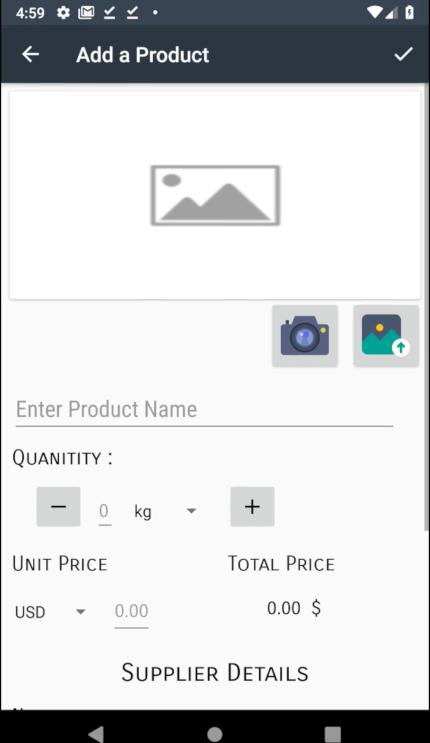 4:59
Add a Product
Enter Product Name
QUANITITY :
− 0 kg +
UNIT PRICE TOTAL PRICE
USD 0.00 0.00 $
SUPPLIER DETAILS